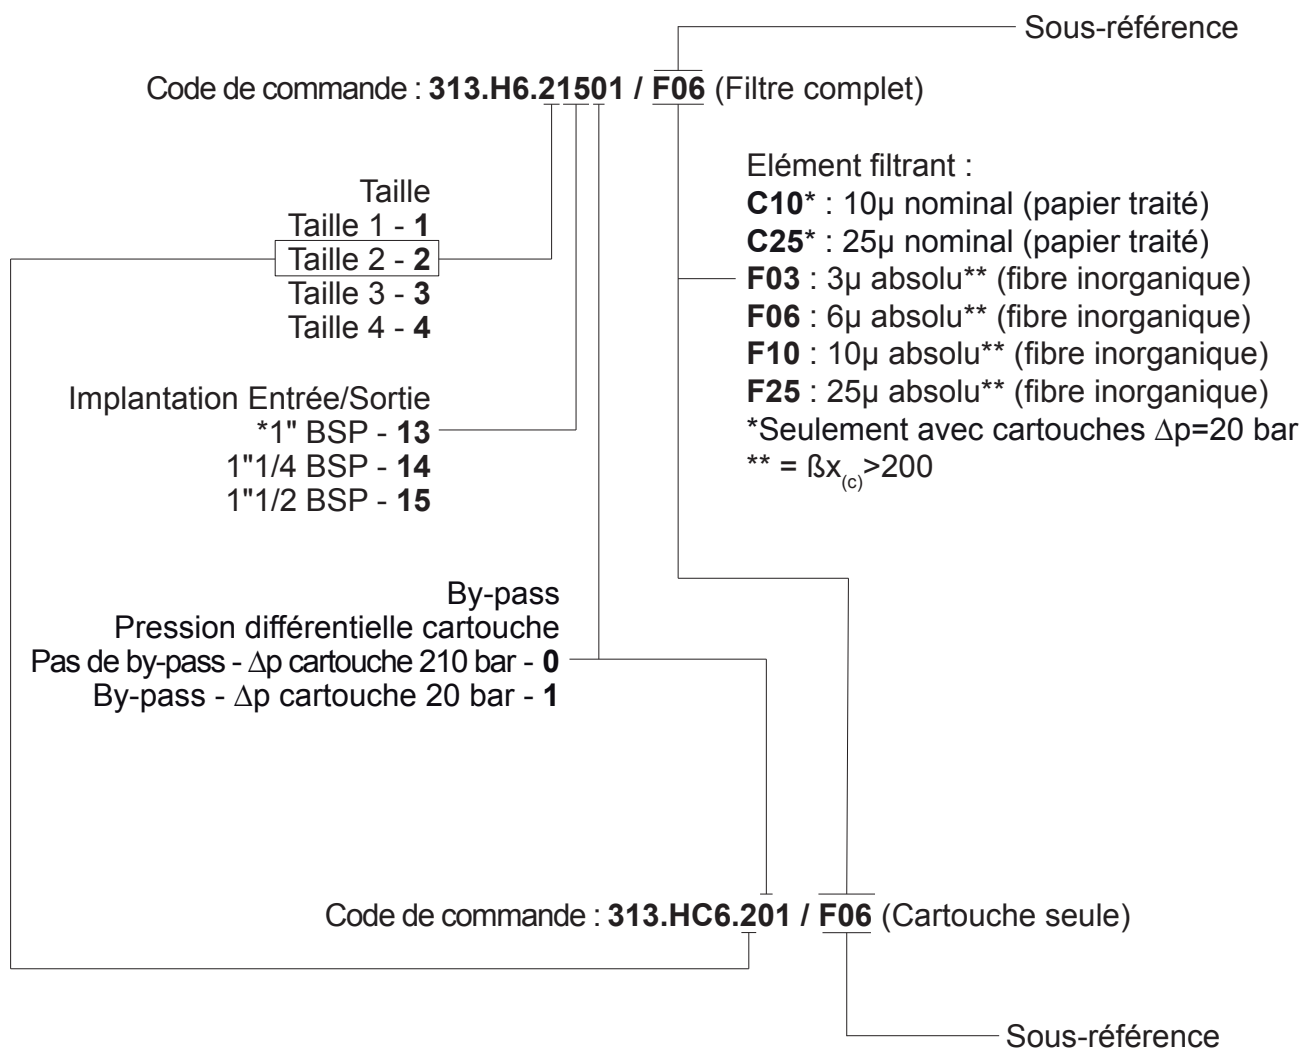 Sous-référence
Code de commande : 313.H6.21501 / F06 (Filtre complet)
Taille
Taille 1 - 1
Taille 2 - 2
Taille 3 - 3
Taille 4 - 4
Elément filtrant :
C10* : 10µ nominal (papier traité)
C25* : 25µ nominal (papier traité)
F03 : 3µ absolu** (fibre inorganique)
F06 : 6µ absolu** (fibre inorganique)
F10 : 10µ absolu** (fibre inorganique)
F25 : 25µ absolu** (fibre inorganique)
*Seulement avec cartouches ∆p=20 bar
** = ßx(c)>200
Implantation Entrée/Sortie
*1" BSP - 13
1"1/4 BSP - 14
1"1/2 BSP - 15
By-pass
Pression différentielle cartouche
Pas de by-pass - ∆p cartouche 210 bar - 0
By-pass - ∆p cartouche 20 bar - 1
Code de commande : 313.HC6.201 / F06 (Cartouche seule)
Sous-référence